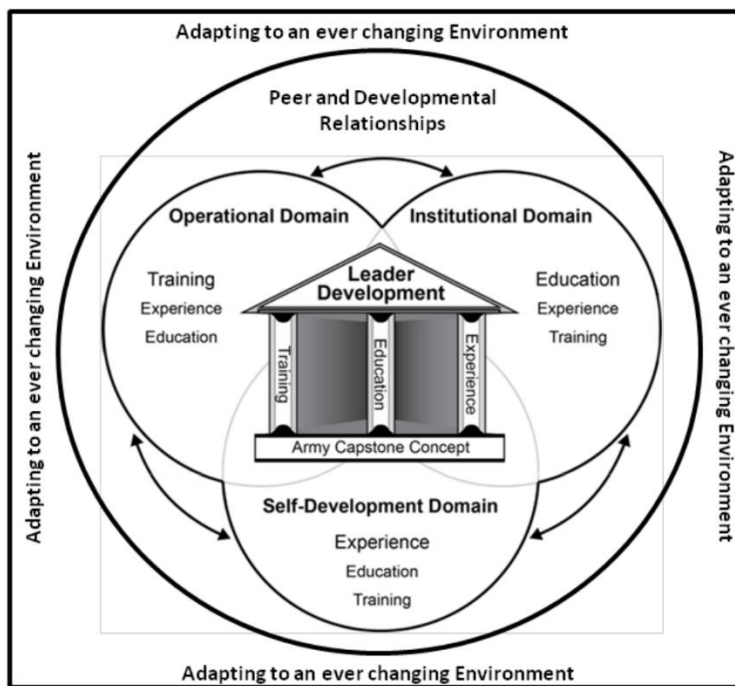 Adapting to an ever changing Environment
Peer and Developmental
Relationships
Adapting to an ever changing Environment
Adapting to an ever changing Environment
Operational Domain
Institutional Domain
Training
Experience
Education
Leader
Development
Education
Experience
Training
Training
Education
Experience
Army Capstone Concept
Self-Development Domain
Experience
Education
Training
Adapting to an ever changing Environment